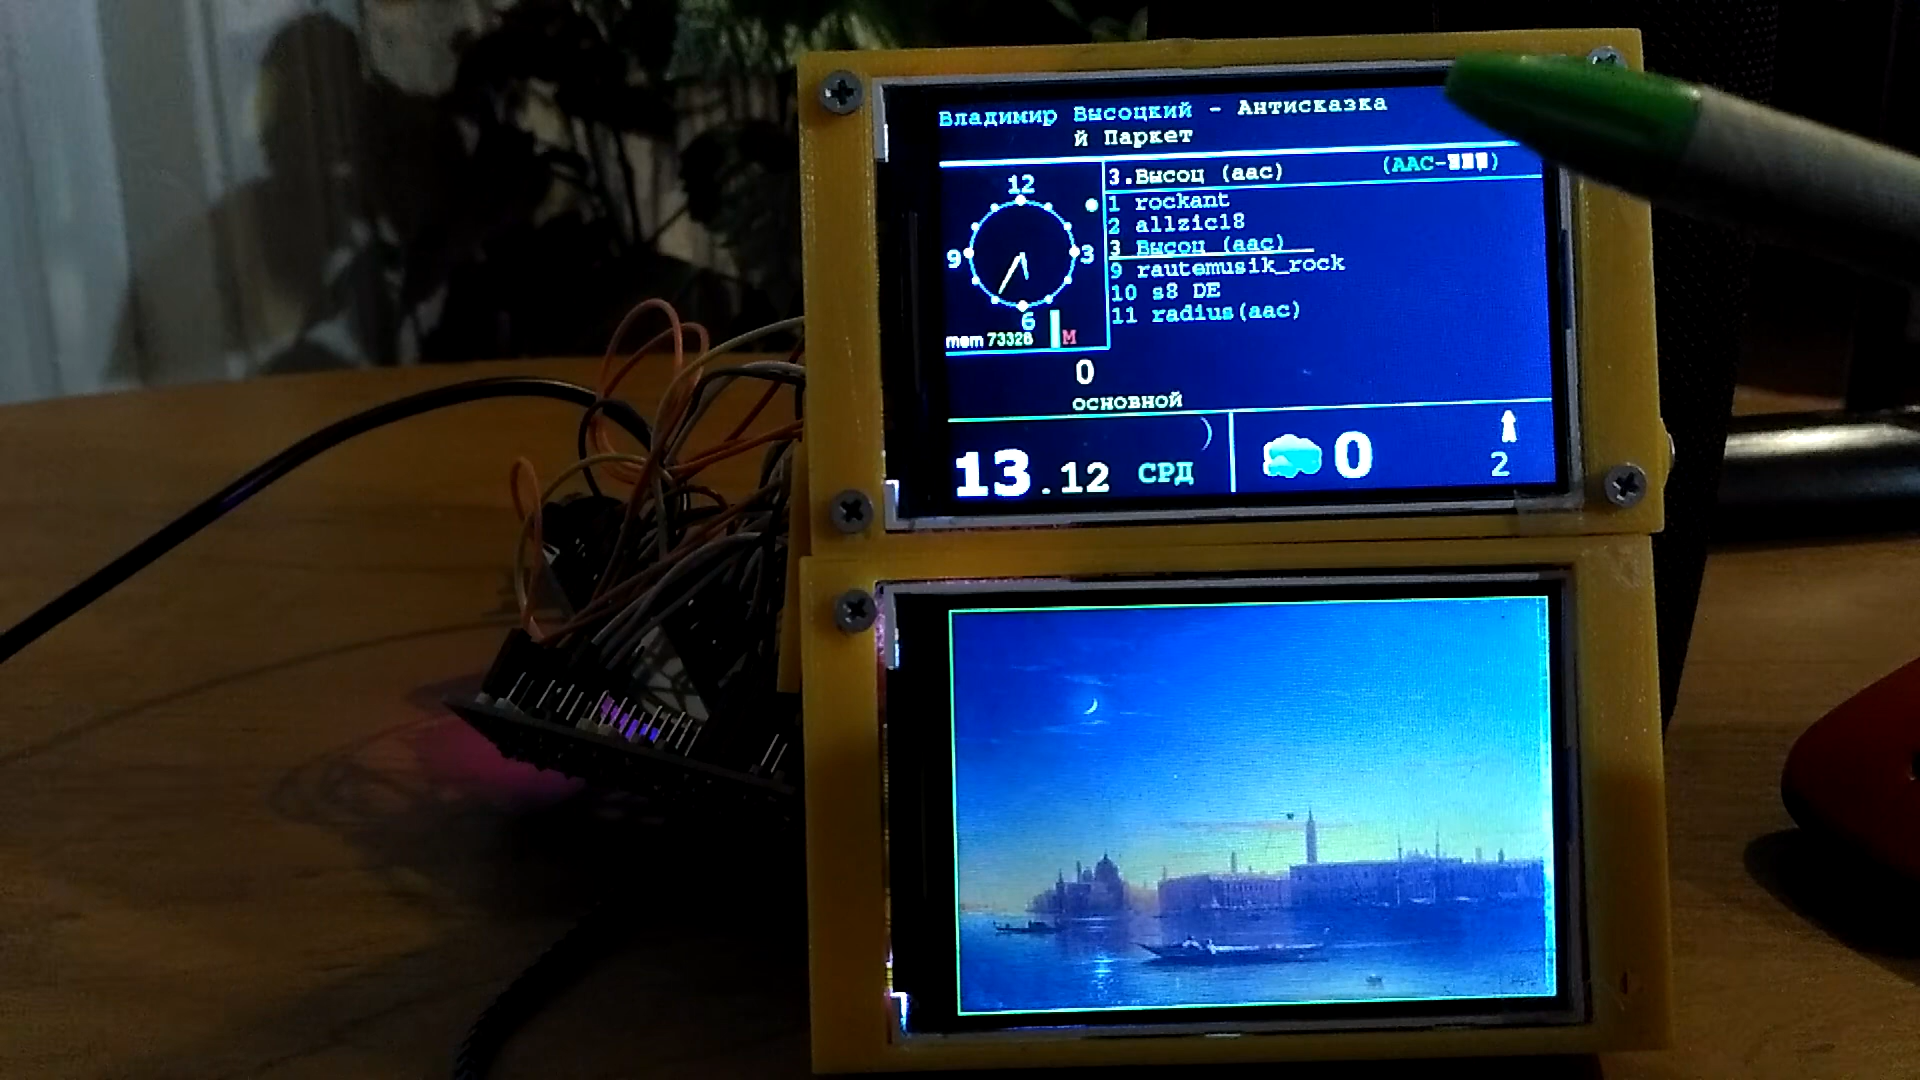 Владимир Высоцкий - Антисказка
й Паркет
3.Высоц (aac) (AAC-
1 rockant
2 allzic18
3 Высоц (aac)
9 rautemusik_rock
10 s8 DE
11 radius(aac)
12
9 3
6
mem 73328 M
0
основной
13.12 СРД 0 2